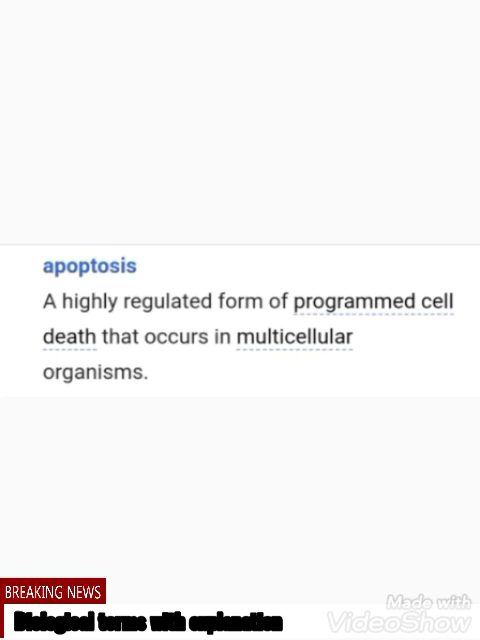 apoptosis
A highly regulated form of programmed cell
death that occurs in multicellular
organisms.
BREAKING NEWS
Biological terms with explanation
Made with
VideoShow